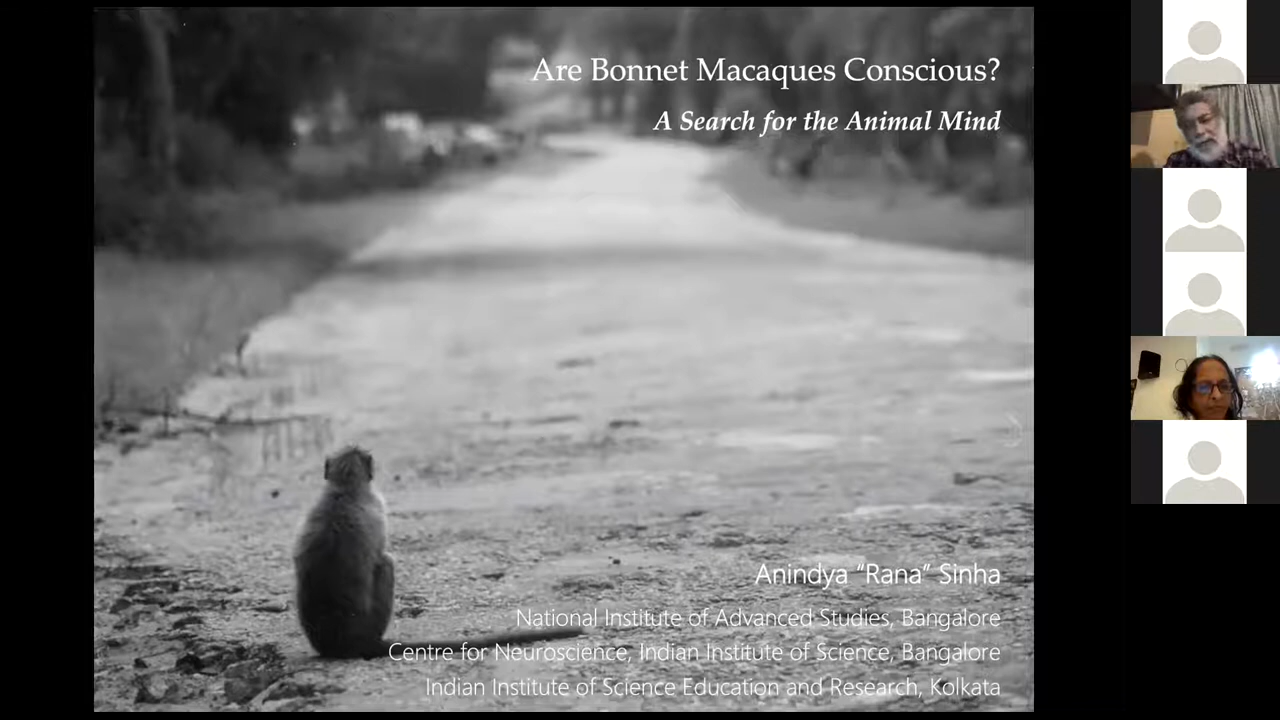 Are Bonnet Macaques Conscious?
A Search for the Animal Mind
Anindya “Rana” Sinha
National Institute of Advanced Studies, Bangalore
Centre for Neuroscience, Indian Institute of Science, Bangalore
Indian Institute of Science Education and Research, Kolkata